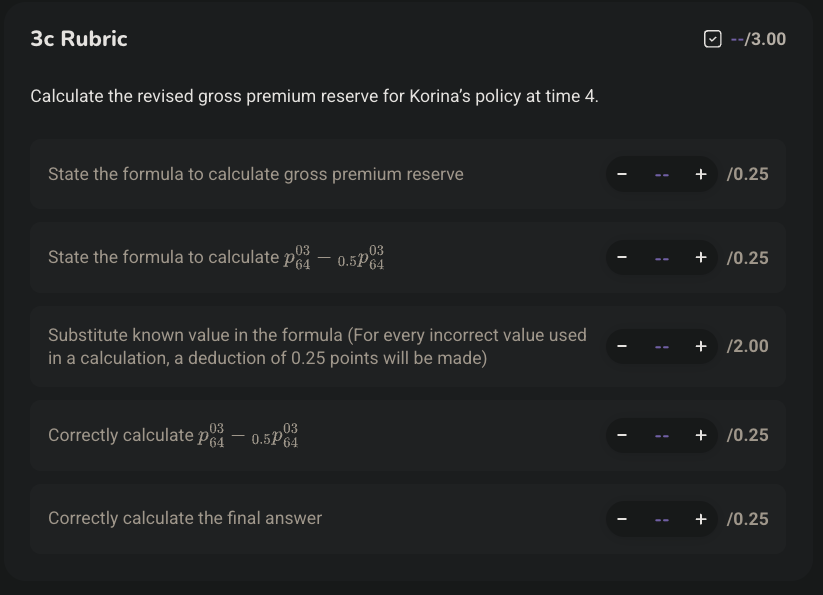 3c Rubric
--/3.00
Calculate the revised gross premium reserve for Korina’s policy at time 4.
State the formula to calculate gross premium reserve
− -- + /0.25
State the formula to calculate $p_{64}^{03} - {}_{0.5}p_{64}^{03}$
− -- + /0.25
Substitute known value in the formula (For every incorrect value used
in a calculation, a deduction of 0.25 points will be made)
− -- + /2.00
Correctly calculate $p_{64}^{03} - {}_{0.5}p_{64}^{03}$
− -- + /0.25
Correctly calculate the final answer
− -- + /0.25